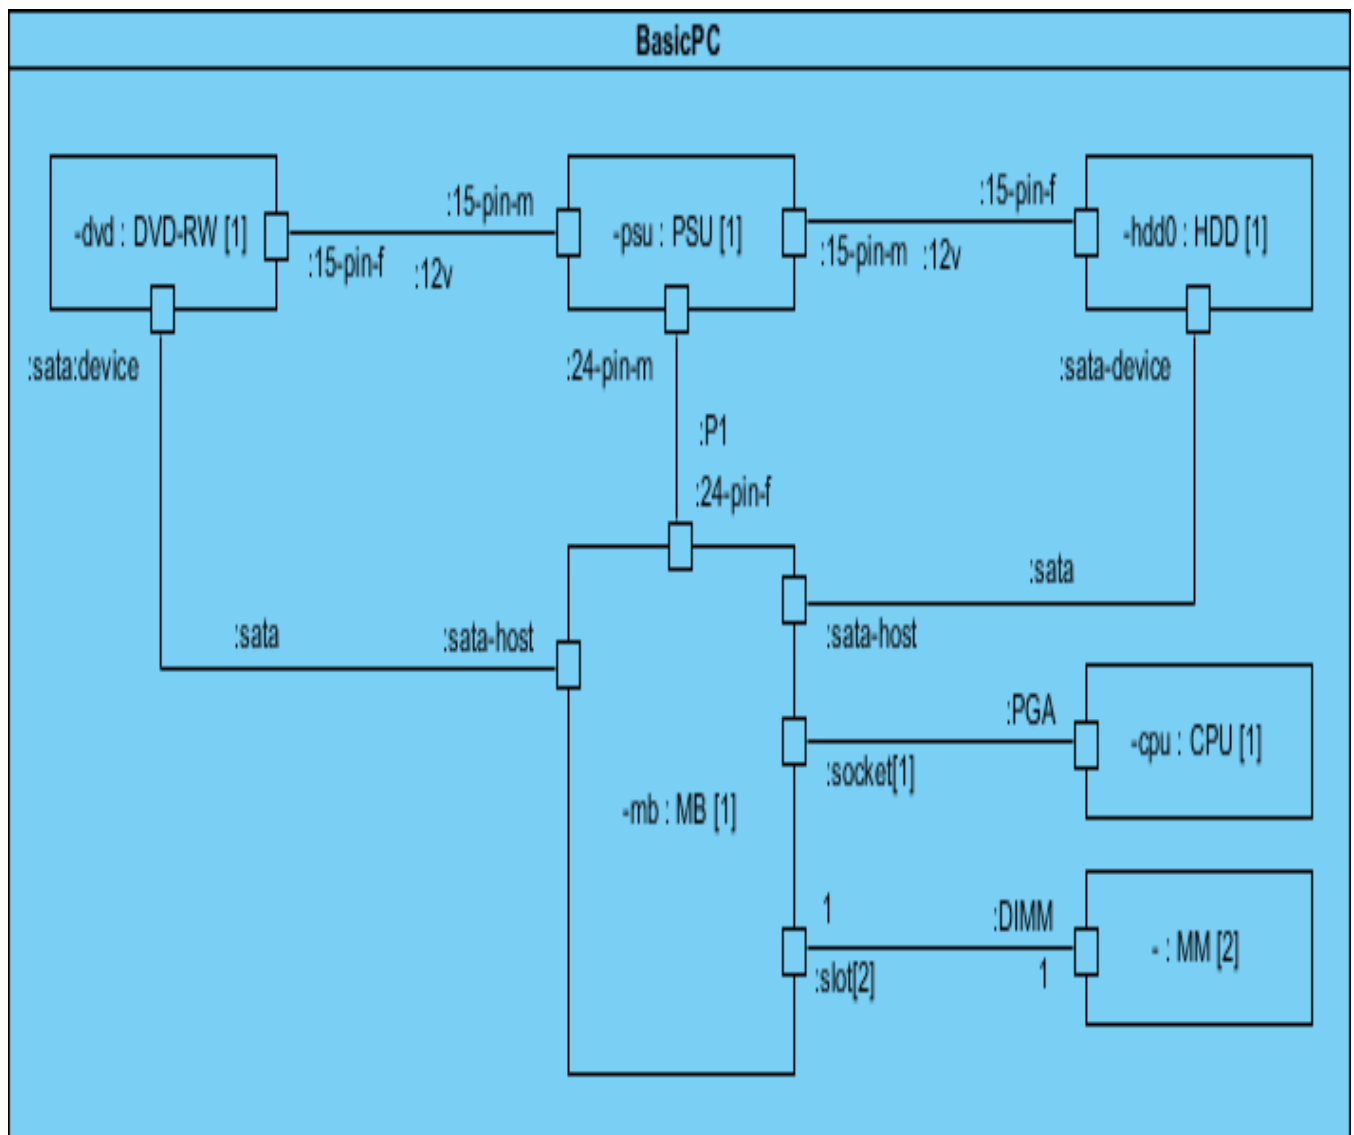 BasicPC
:15-pin-m
:15-pin-f
-dvd : DVD-RW [1]
-psu : PSU [1]
-hdd0 : HDD [1]
:15-pin-f
:12v
:15-pin-m
:12v
:sata:device
:24-pin-m
:sata-device
:P1
:24-pin-f
:sata
:sata
:sata-host
:sata-host
:PGA
-cpu : CPU [1]
:socket[1]
-mb : MB [1]
1
:DIMM
- : MM [2]
:slot[2]
1